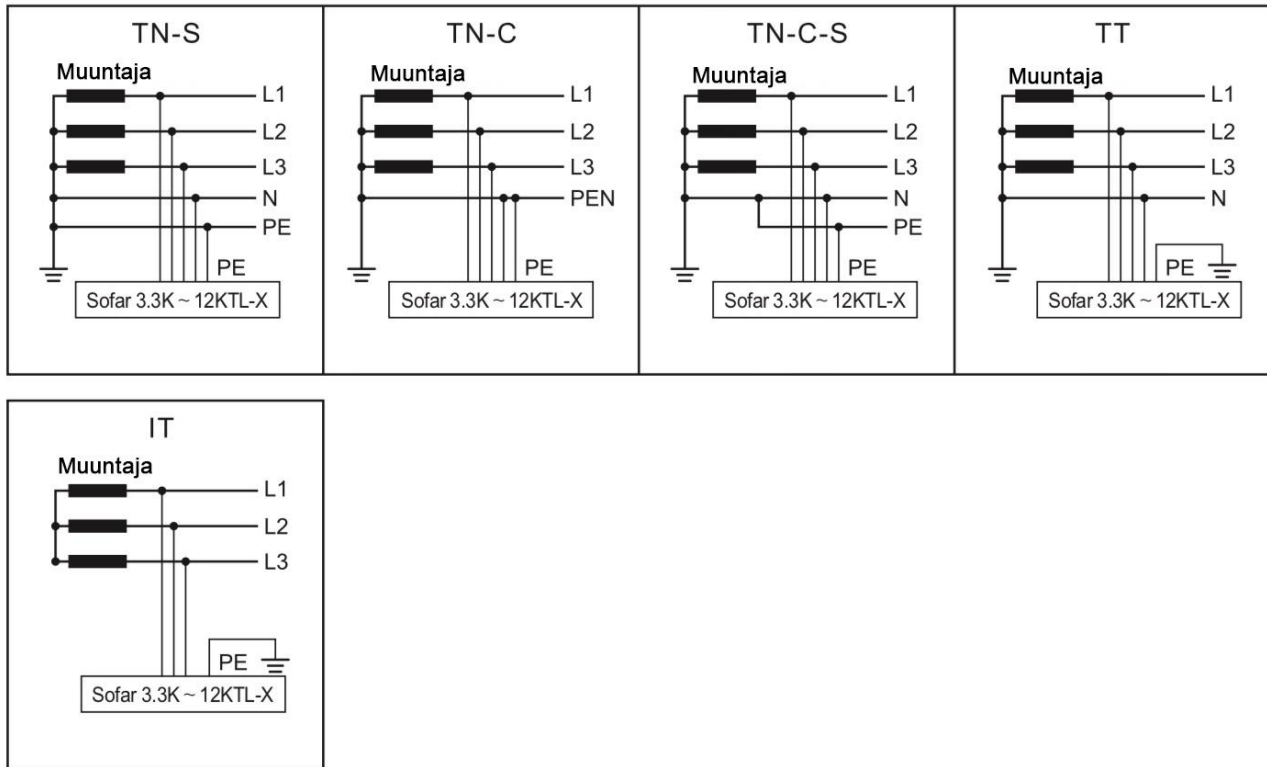 TN-S
Muuntaja
L1
L2
L3
N
PE
PE
Sofar 3.3K ~ 12KTL-X
TN-C
Muuntaja
L1
L2
L3
PEN
PE
Sofar 3.3K ~ 12KTL-X
TN-C-S
Muuntaja
L1
L2
L3
N
PE
PE
Sofar 3.3K ~ 12KTL-X
TT
Muuntaja
L1
L2
L3
N
PE
Sofar 3.3K ~ 12KTL-X
IT
Muuntaja
L1
L2
L3
PE
Sofar 3.3K ~ 12KTL-X